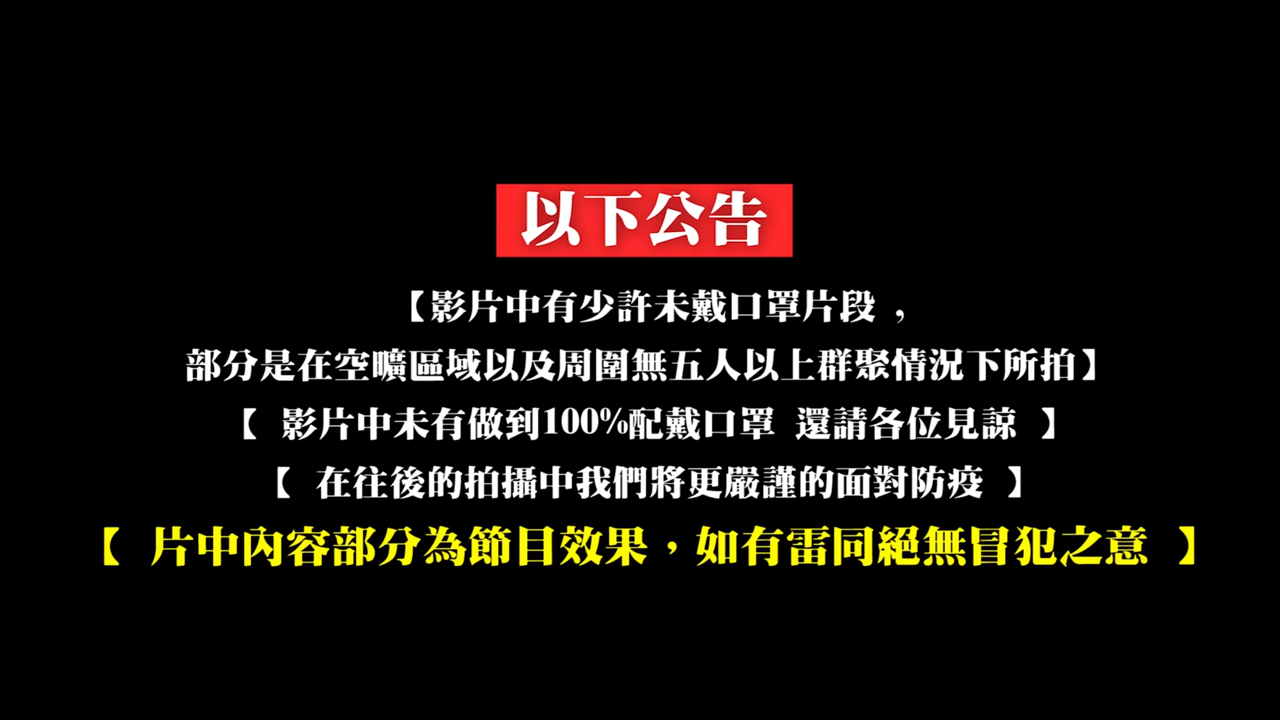 以下公告
【影片中有少許未戴口罩片段 ,
部分是在空曠區域以及周圍無五人以上群聚情況下所拍】
【 影片中未有做到100%配戴口罩 還請各位見諒 】
【 在往後的拍攝中我們將更嚴謹的面對防疫 】
【 片中內容部分為節目效果，如有雷同絕無冒犯之意 】